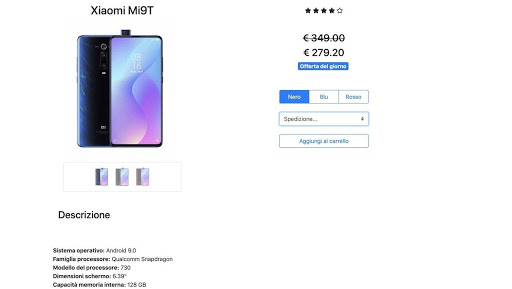 Xiaomi Mi9T
€ 349.00
€ 279.20
Offerta del giorno
Nero
Blu
Rosso
Spedizione...
Aggiungi al carrello
Descrizione
Sistema operativo: Android 9.0
Famiglia processore: Qualcomm Snapdragon
Modello del processore: 730
Dimensioni schermo: 6.39"
Capacità memoria interna: 128 GB